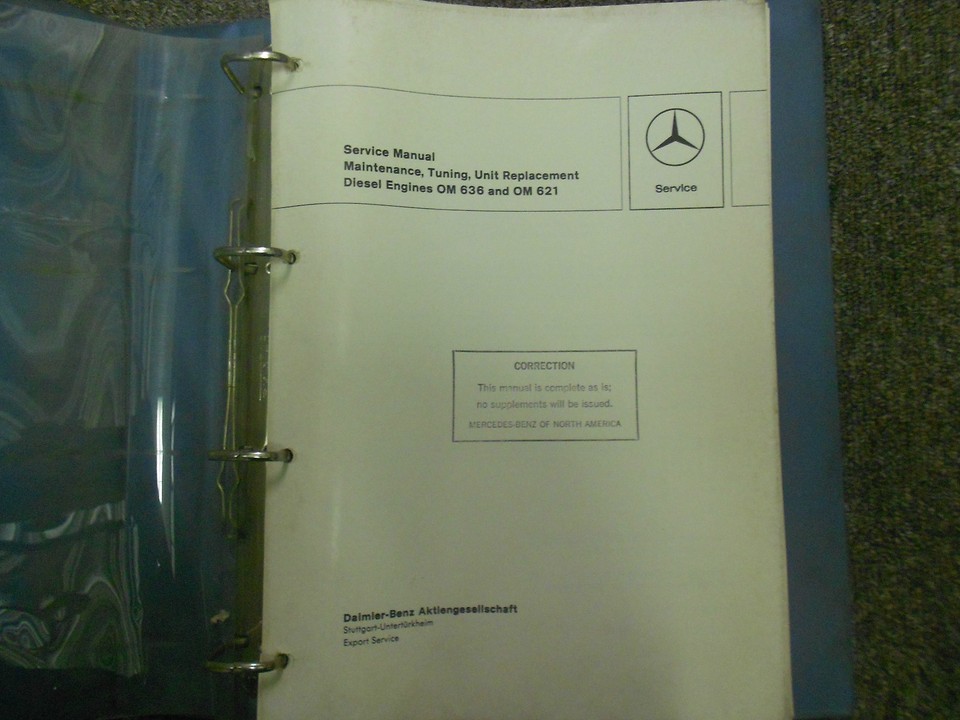 Service Manual
Maintenance, Tuning, Unit Replacement
Diesel Engines OM 636 and OM 621
Service
CORRECTION
This manual is complete as is;
no supplements will be issued.
MERCEDES-BENZ OF NORTH AMERICA
Daimler-Benz Aktiengesellschaft
Stuttgart-Untertürkheim
Export Service